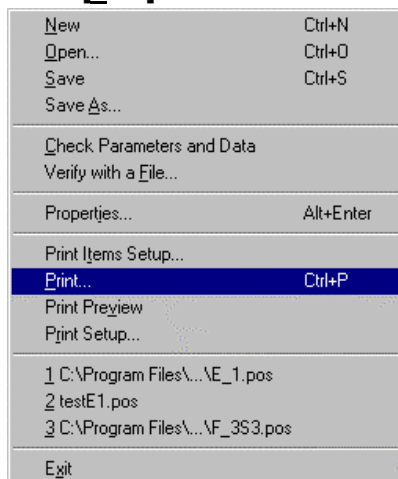 New Ctrl+N
Open... Ctrl+O
Save Ctrl+S
Save As...
Check Parameters and Data
Verify with a File...
Properties... Alt+Enter
Print Items Setup...
Print... Ctrl+P
Print Preview
Print Setup...
1 C:\Program Files\...\E_1.pos
2 testE1.pos
3 C:\Program Files\...\F_3S3.pos
Exit